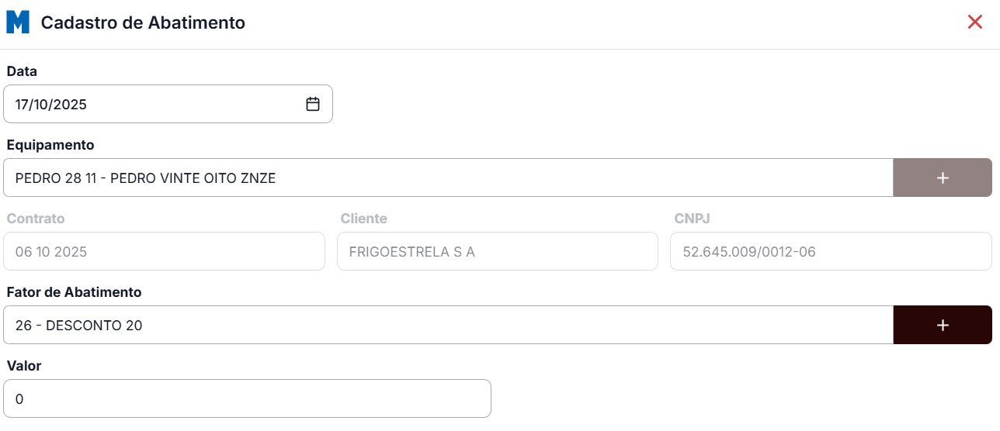 M Cadastro de Abatimento
Data
17/10/2025
Equipamento
PEDRO 28 11 - PEDRO VINTE OITO ZNZE
+
Contrato Cliente CNPJ
06 10 2025 FRIGOESTRELA S A 52.645.009/0012-06
Fator de Abatimento
26 - DESCONTO 20
+
Valor
0